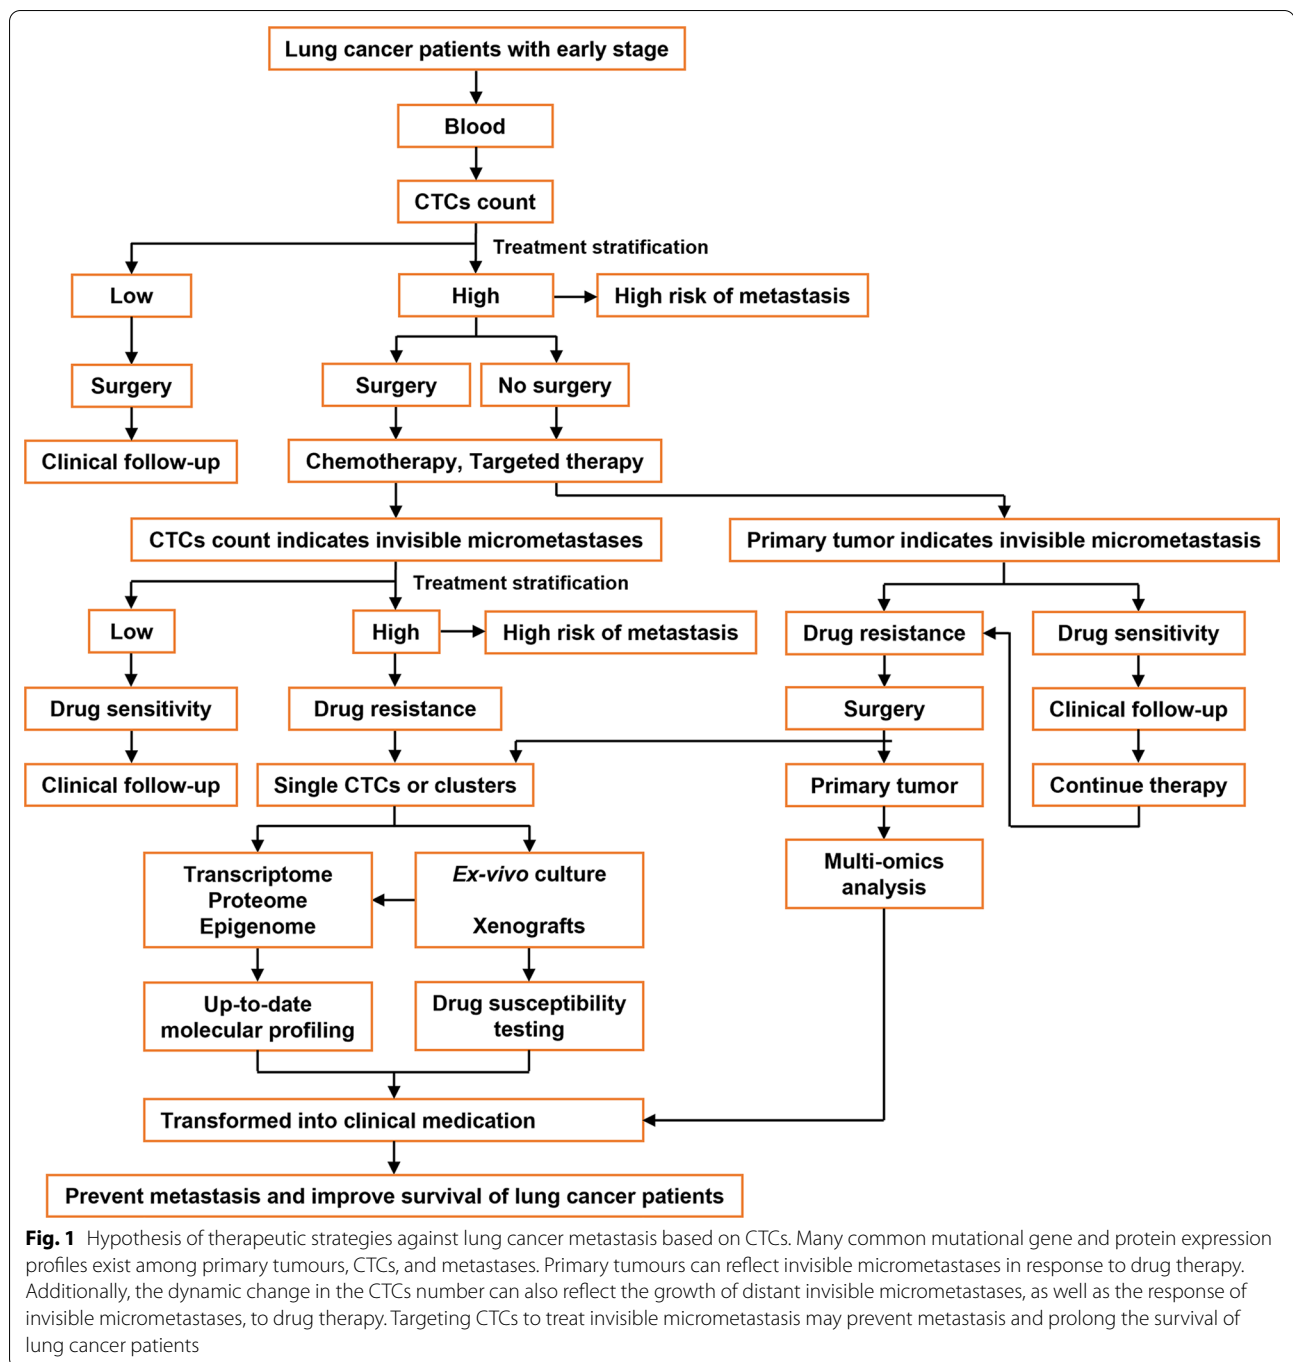 Lung cancer patients with early stage
Blood
CTCs count
Treatment stratification
Low
High
High risk of metastasis
Surgery
Surgery
No surgery
Clinical follow-up
Chemotherapy, Targeted therapy
CTCs count indicates invisible micrometastases
Primary tumor indicates invisible micrometastasis
Treatment stratification
Low
High
High risk of metastasis
Drug resistance
Drug sensitivity
Drug sensitivity
Drug resistance
Surgery
Clinical follow-up
Clinical follow-up
Single CTCs or clusters
Primary tumor
Continue therapy
Transcriptome
Proteome
Epigenome
Ex-vivo culture
Xenografts
Multi-omics
analysis
Up-to-date
molecular profiling
Drug susceptibility
testing
Transformed into clinical medication
Prevent metastasis and improve survival of lung cancer patients
Fig. 1 Hypothesis of therapeutic strategies against lung cancer metastasis based on CTCs. Many common mutational gene and protein expression
profiles exist among primary tumours, CTCs, and metastases. Primary tumours can reflect invisible micrometastases in response to drug therapy.
Additionally, the dynamic change in the CTCs number can also reflect the growth of distant invisible micrometastases, as well as the response of
invisible micrometastases, to drug therapy. Targeting CTCs to treat invisible micrometastasis may prevent metastasis and prolong the survival of
lung cancer patients